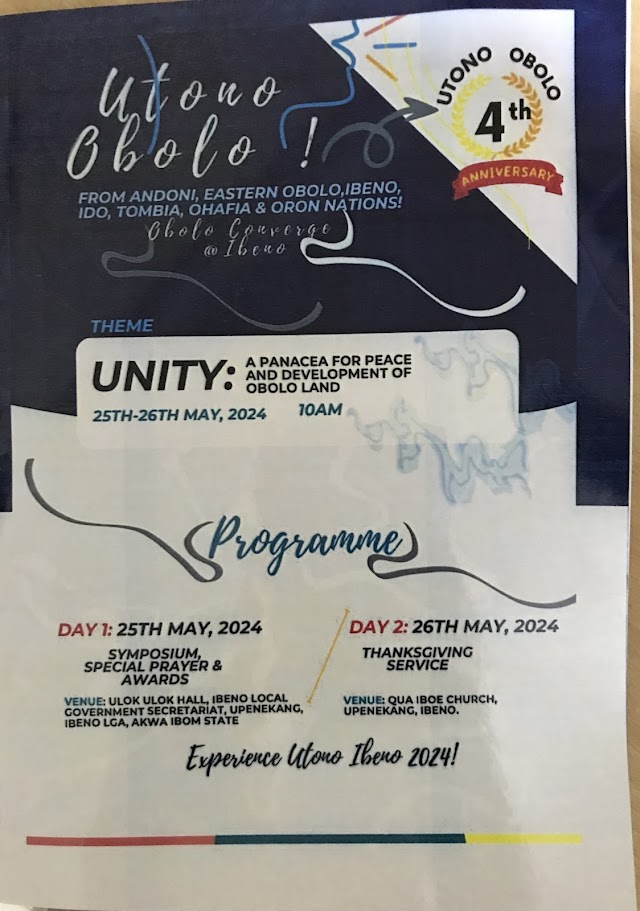 Utono
Obolo !
UTONO OBOLO
4th
ANNIVERSARY
FROM ANDONI, EASTERN OBOLO,IBENO,
IDO, TOMBIA, OHAFIA & ORON NATIONS!
Obolo Converge
@Ibeno
THEME
UNITY: A PANACEA FOR PEACE
AND DEVELOPMENT OF
OBOLO LAND
25TH-26TH MAY, 2024 10AM
Programme
DAY 1: 25TH MAY, 2024
SYMPOSIUM,
SPECIAL PRAYER &
AWARDS
VENUE: ULOK ULOK HALL, IBENO LOCAL
GOVERNMENT SECRETARIAT, UPENEKANG,
IBENO LGA, AKWA IBOM STATE
DAY 2: 26TH MAY, 2024
THANKSGIVING
SERVICE
VENUE: QUA IBOE CHURCH,
UPENEKANG, IBENO.
Experience Utono Ibeno 2024!